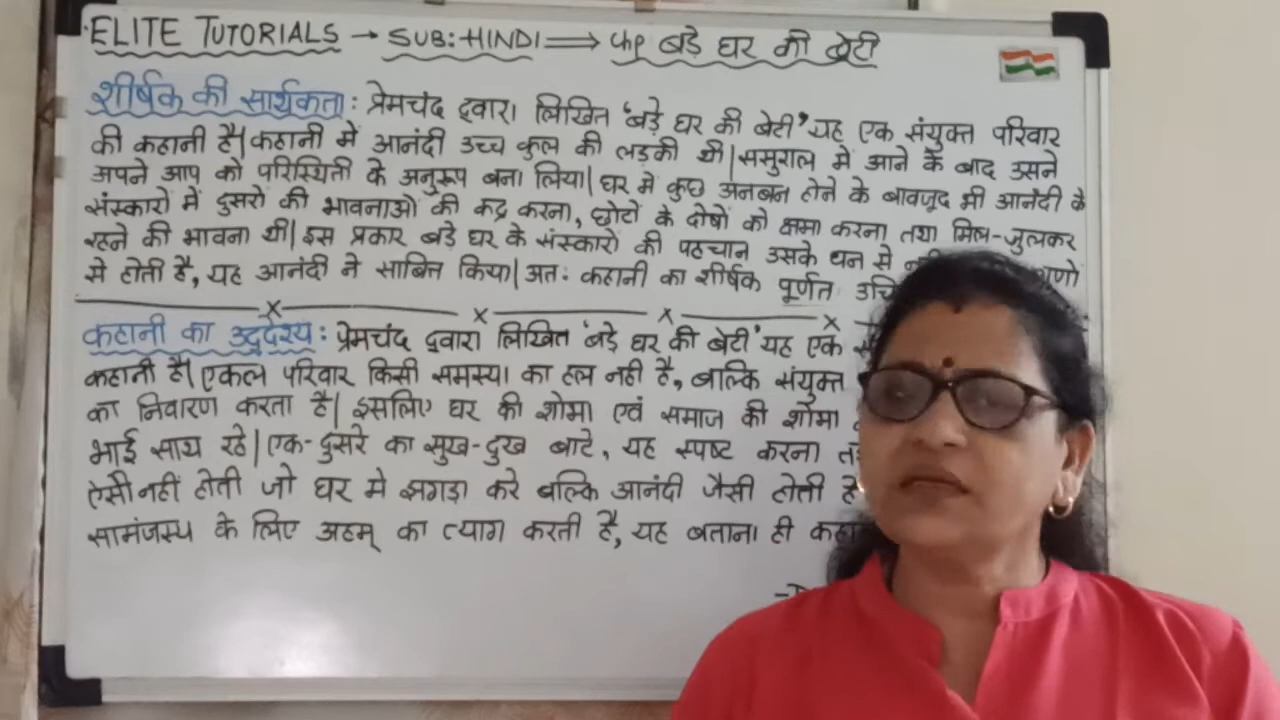 ELITE TUTORIALS → SUB: HINDI ⟹ Chp बड़े घर की बेटी
शीर्षक की सार्थकता: प्रेमचंद द्वारा लिखित 'बड़े घर की बेटी' यह एक संयुक्त परिवार
की कहानी है। कहानी में आनंदी उच्च कुल की लड़की थी। ससुराल में आने के बाद उसने
अपने आप को परिस्थिती के अनुरूप बना लिया। घर में कुछ अनबन होने के बावजूद भी आनंदी के
संस्कारों में दुसरो की भावनाओं की कद्र करना, छोटों के दोषों को क्षमा करना तथा मिल-जुलकर
रहने की भावना थी। इस प्रकार बड़े घर के संस्कारों की पहचान उसके धन से
से होती है, यह आनंदी ने साबित किया। अतः कहानी का शीर्षक पूर्णत
कहानी का उद्देश्य: प्रेमचंद द्वारा लिखित 'बड़े घर की बेटी' यह एक
कहानी है। एकल परिवार किसी समस्या का हल नही है, बल्कि संयुक्त
का निवारण करता है। इसलिए घर की शोभा एवं समाज की शोभा
भाई साथ रहे। एक-दुसरे का सुख-दुख बाटे, यह स्पष्ट करना
ऐसी नहीं होती जो घर मे झगड़ा करे बल्कि आनंदी जैसी होती
सामंजस्य के लिए अहम् का त्याग करती है, यह बताना ही